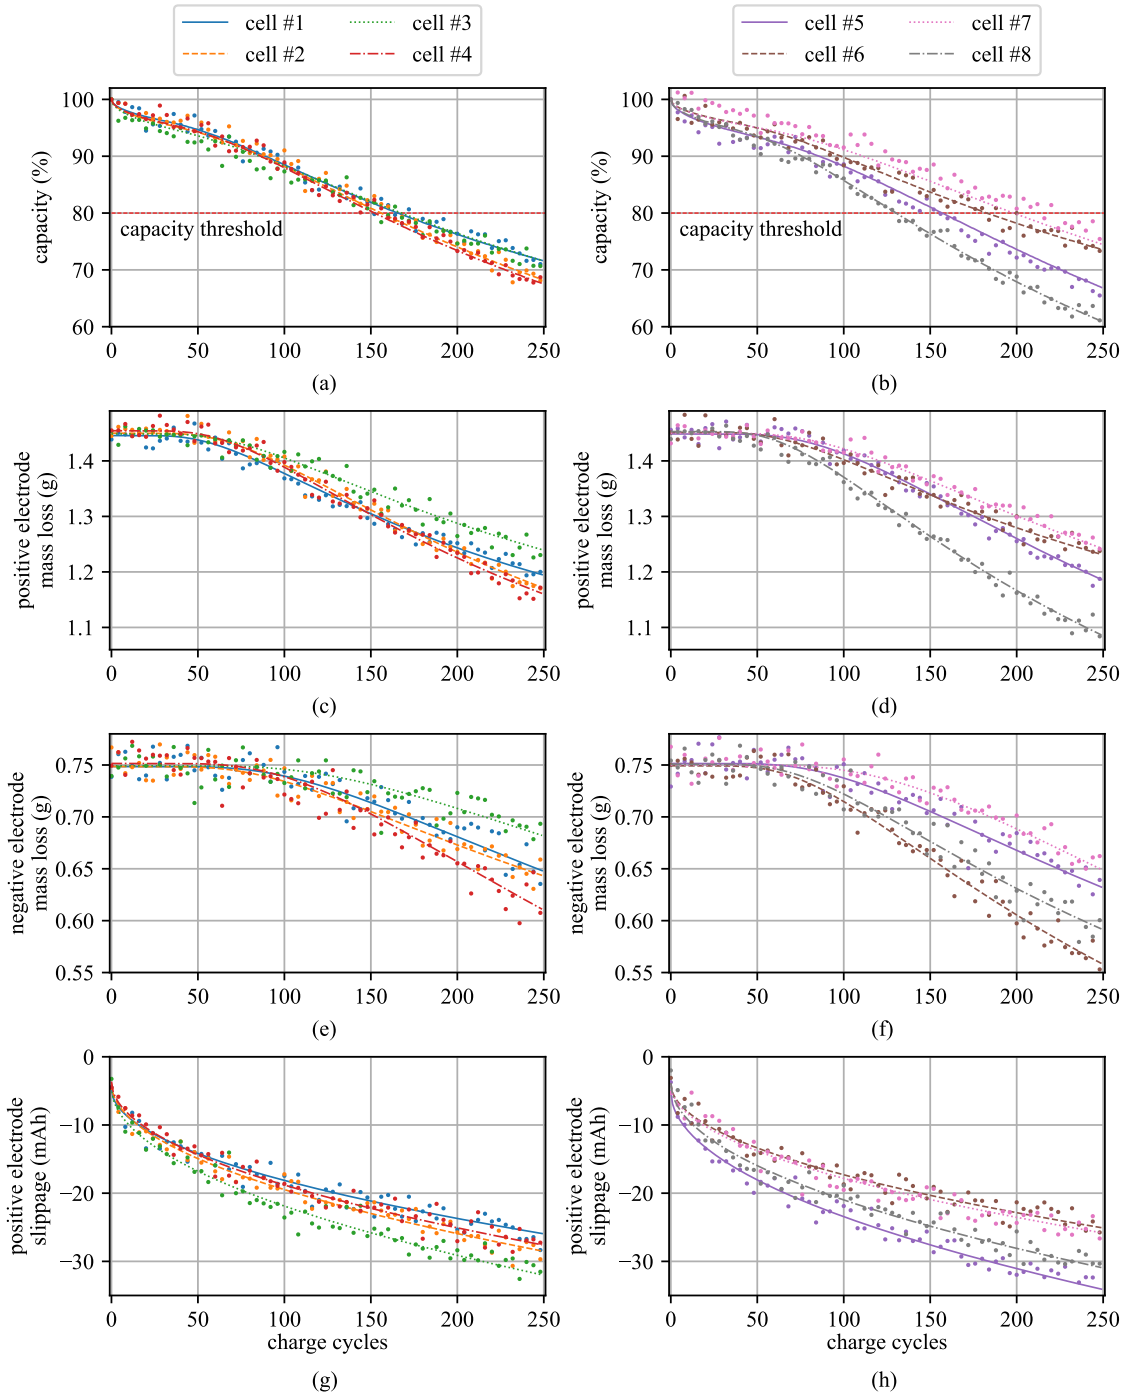 cell #1 cell #3
cell #2 cell #4
cell #5 cell #7
cell #6 cell #8
capacity (%)
100
90
80
70
60
capacity threshold
0 50 100 150 200 250
(a)
capacity (%)
100
90
80
70
60
capacity threshold
0 50 100 150 200 250
(b)
positive electrode
mass loss (g)
1.4
1.3
1.2
1.1
0 50 100 150 200 250
(c)
positive electrode
mass loss (g)
1.4
1.3
1.2
1.1
0 50 100 150 200 250
(d)
negative electrode
mass loss (g)
0.75
0.70
0.65
0.60
0.55
0 50 100 150 200 250
(e)
negative electrode
mass loss (g)
0.75
0.70
0.65
0.60
0.55
0 50 100 150 200 250
(f)
positive electrode
slippage (mAh)
0
−10
−20
−30
0 50 100 150 200 250
charge cycles
(g)
positive electrode
slippage (mAh)
0
−10
−20
−30
0 50 100 150 200 250
charge cycles
(h)